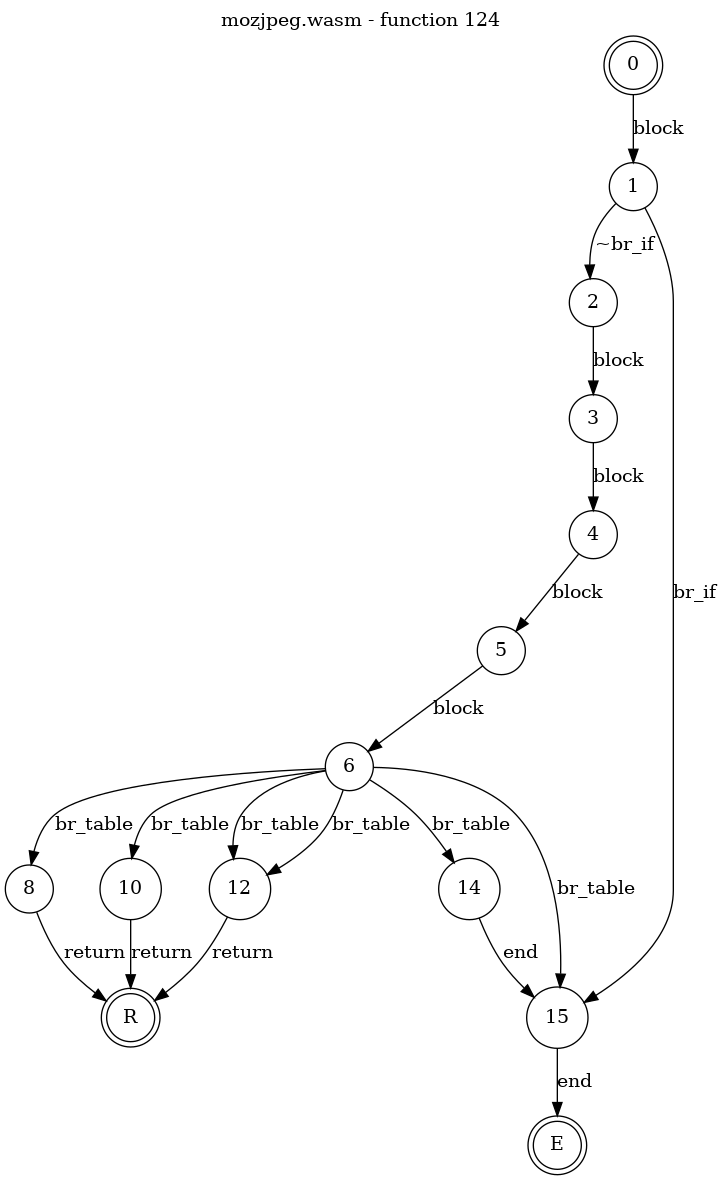 mozjpeg.wasm - function 124
0
block
1
~br_if
2
block
3
block
4
block br_if
5
block
6
br_table br_table br_table br_table br_table
8 10 12 14 br_table
return return return end
R 15
end
E